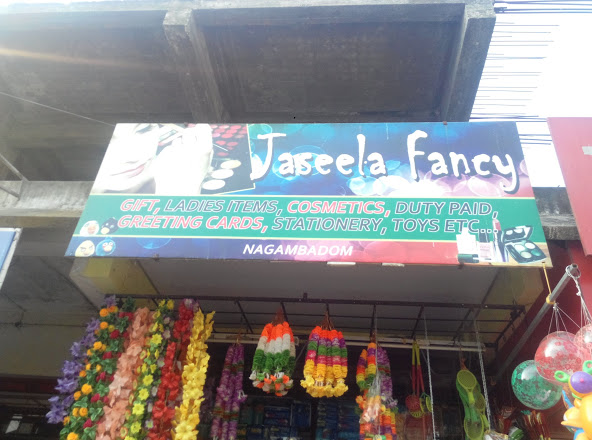 Jaseela Fancy
GIFT, LADIES ITEMS, COSMETICS, DUTY PAID,
GREETING CARDS, STATIONERY, TOYS ETC...
NAGAMBADOM